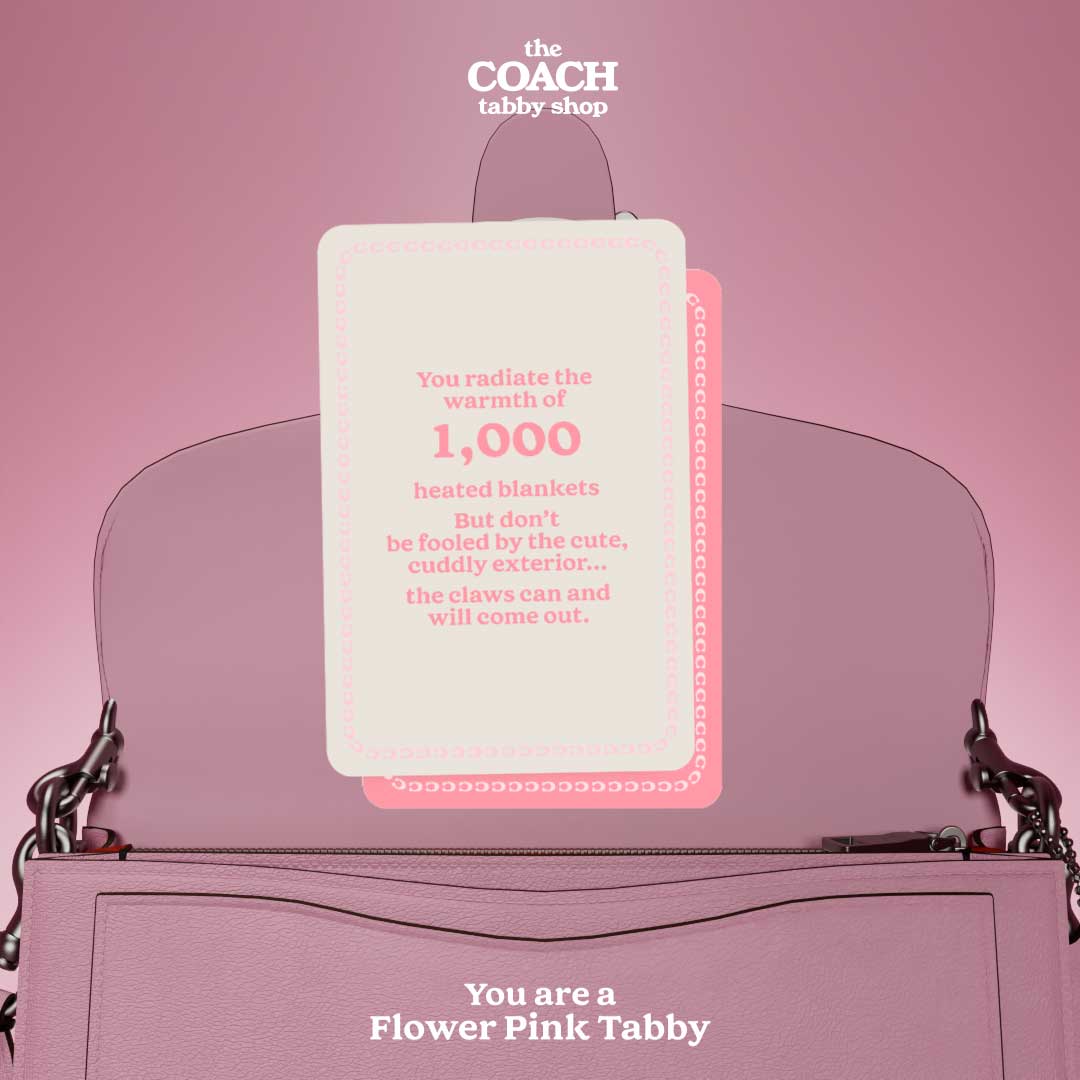 the
COACH
tabby shop
You radiate the
warmth of
1,000
heated blankets
But don't
be fooled by the cute,
cuddly exterior...
the claws can and
will come out.
You are a
Flower Pink Tabby